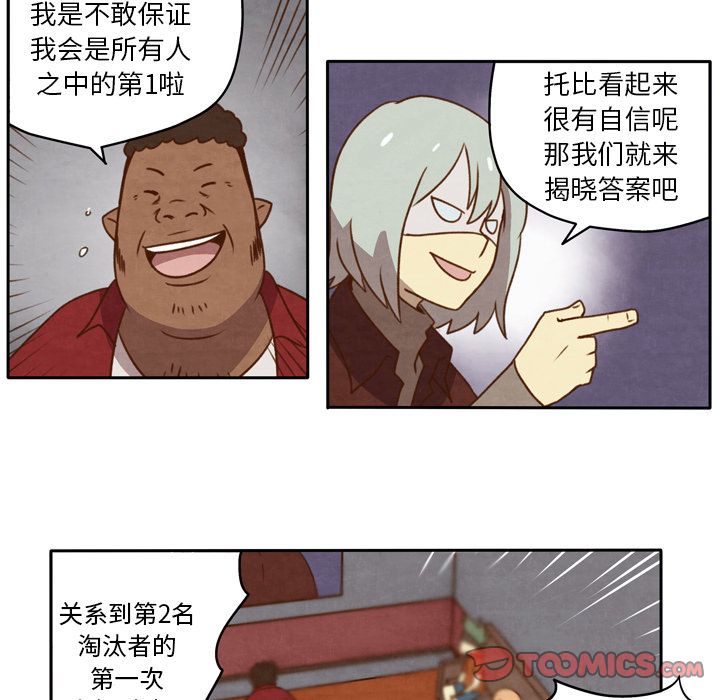 我是不敢保证
我会是所有人
之中的第1啦
托比看起来
很有自信呢
那我们就来
揭晓答案吧
关系到第2名
淘汰者的
第一次
TOOMICS.COM